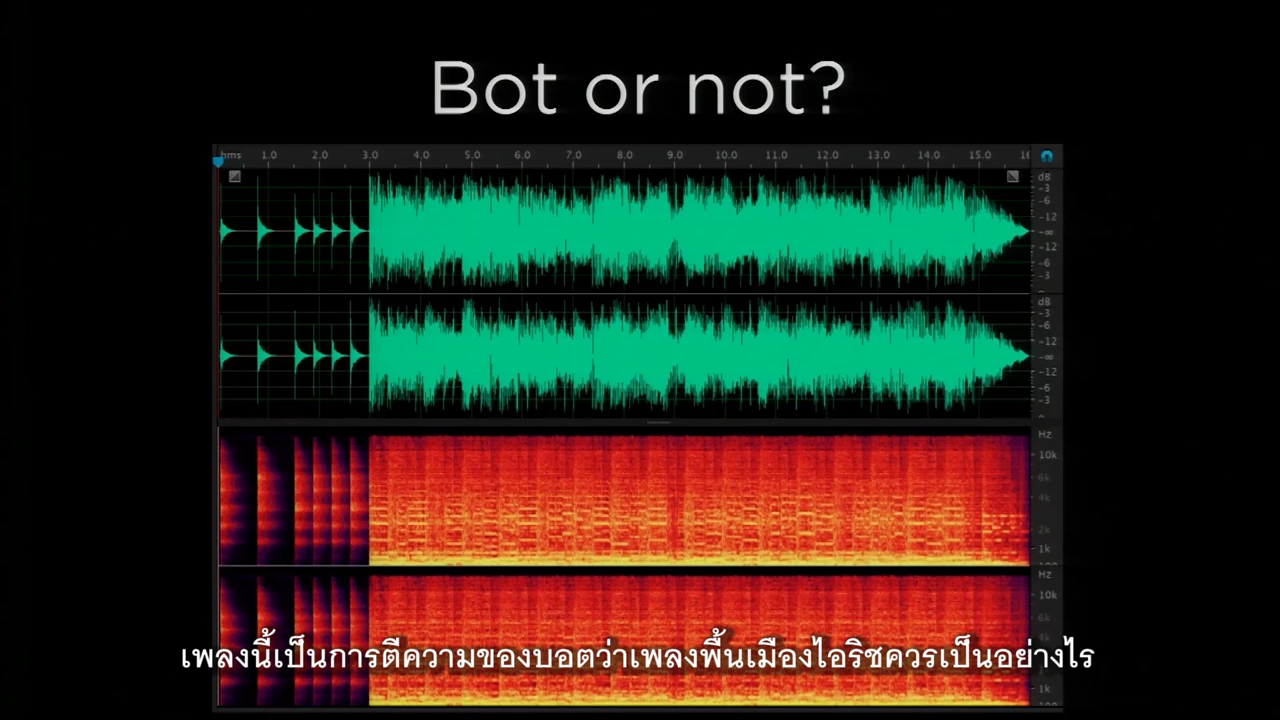 Bot or not?
hms 1.0 2.0 3.0 4.0 5.0 6.0 7.0 8.0 9.0 10.0 11.0 12.0 13.0 14.0 15.0
dB
-3
-6
-12
-∞
-12
-6
-3
dB
-3
-6
-12
-∞
-12
-6
-3
Hz
10k
6k
4k
2k
1k
Hz
10k
6k
เพลงนี้เป็นการตีความของบอตว่าเพลงพื้นเมืองไอริชควรเป็นอย่างไร
1k